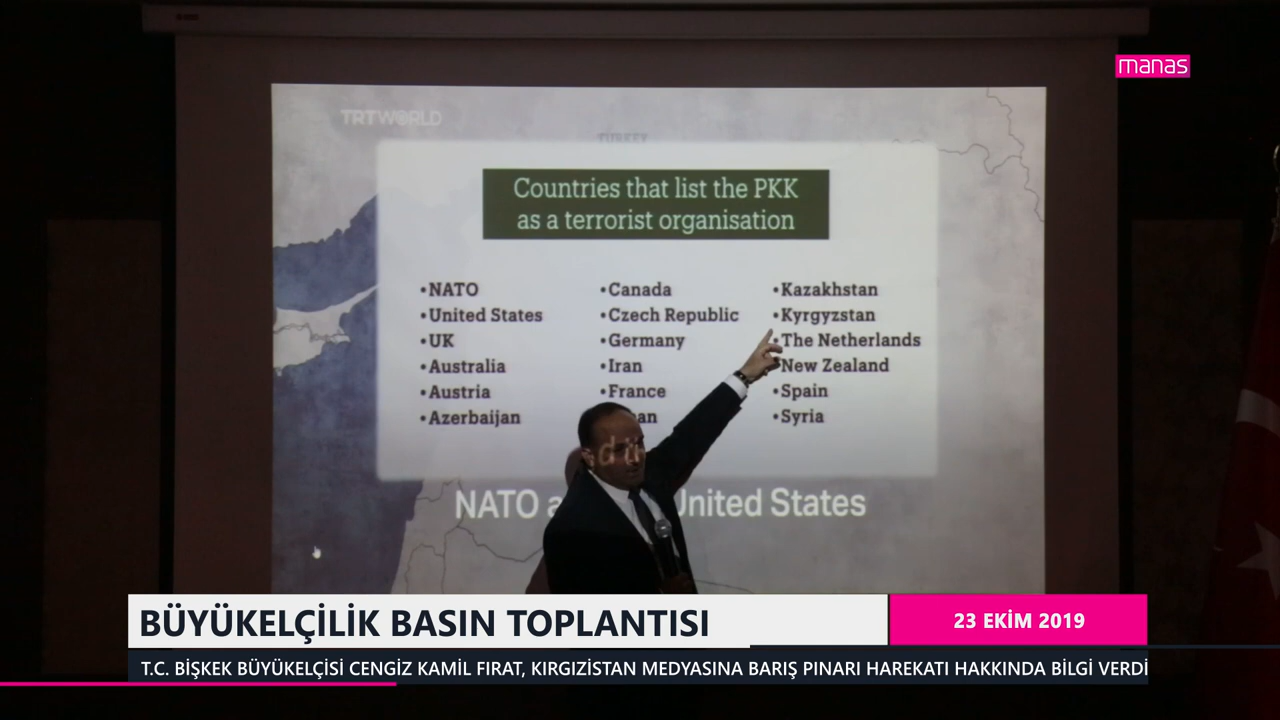 manas
TRT WORLD
TURKEY
Countries that list the PKK
as a terrorist organisation
•NATO
•United States
•UK
•Australia
•Austria
•Azerbaijan
•Canada
•Czech Republic
•Germany
•Iran
•France
•Kazakhstan
•Kyrgyzstan
•The Netherlands
•New Zealand
•Spain
•Syria
NATO United States
BÜYÜKELÇİLİK BASIN TOPLANTISI
23 EKİM 2019
T.C. BİŞKEK BÜYÜKELÇİSİ CENGİZ KAMİL FIRAT, KIRGIZİSTAN MEDYASINA BARIŞ PINARI HAREKATI HAKKINDA BİLGİ VERDİ